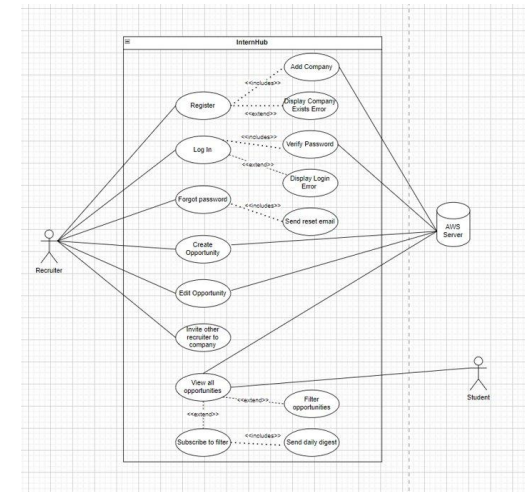 InternHub
Add Company
<<includes>>
Register
Display Company
Exists Error
<<extend>>
<<includes>>
Verify Password
Log In
<<extend>>
Display Login
Error
Forgot password
<<includes>>
Send reset email
AWS
Server
Create
Opportunity
Recruiter
Edit Opportunity
Invite other
recruiter to
company
View all
opportunities
<<extend>>
Filter
opportunities
Student
<<extend>>
Subscribe to filter
<<includes>>
Send daily digest